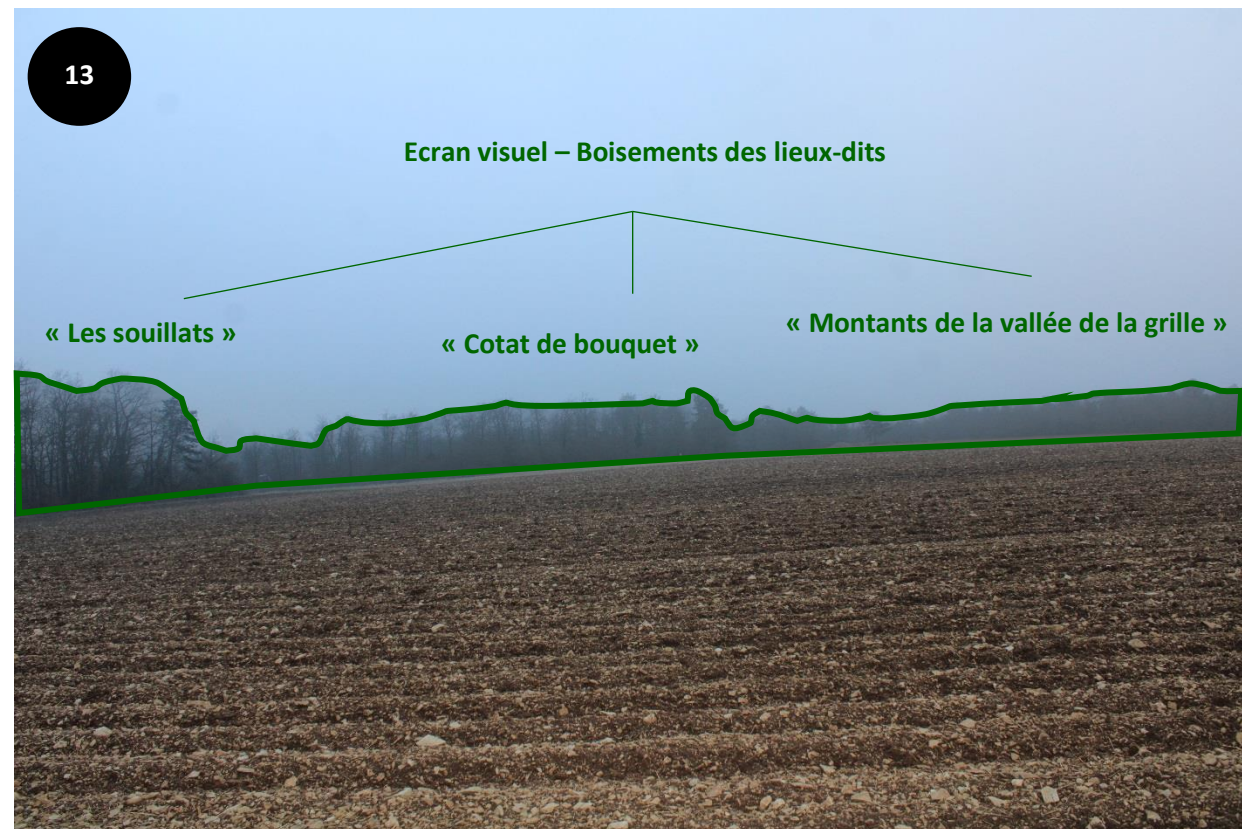 13
Ecran visuel – Boisements des lieux-dits
« Les souillats »
« Cotat de bouquet »
« Montants de la vallée de la grille »